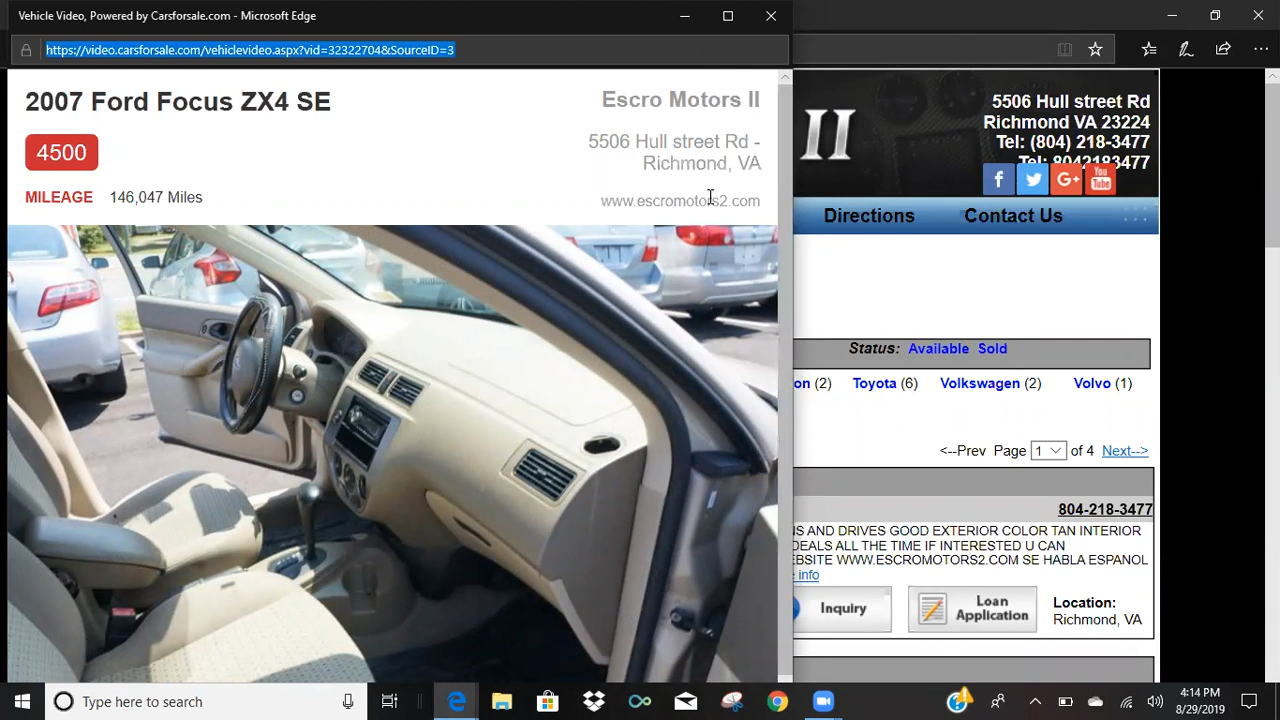 Vehicle Video, Powered by Carsforsale.com - Microsoft Edge
https://video.carsforsale.com/vehiclevideo.aspx?vid=32322704&SourceID=3
2007 Ford Focus ZX4 SE
4500
MILEAGE 146,047 Miles
Escro Motors II
5506 Hull street Rd -
Richmond, VA
www.escromotors2.com
II
5506 Hull street Rd
Richmond VA 23224
Tel: (804) 218-3477
Tel: 8042183477
f
G+
You
Tube
Directions Contact Us
Status: Available Sold
on (2) Toyota (6) Volkswagen (2) Volvo (1)
<--Prev Page 1 of 4 Next-->
804-218-3477
NS AND DRIVES GOOD EXTERIOR COLOR TAN INTERIOR
DEALS ALL THE TIME IF INTERESTED U CAN
EBSITE WWW.ESCROMOTORS2.COM SE HABLA ESPANOL
e info
Inquiry
Loan
Application
Location:
Richmond, VA
Type here to search
4:14 PM
8/29/2019